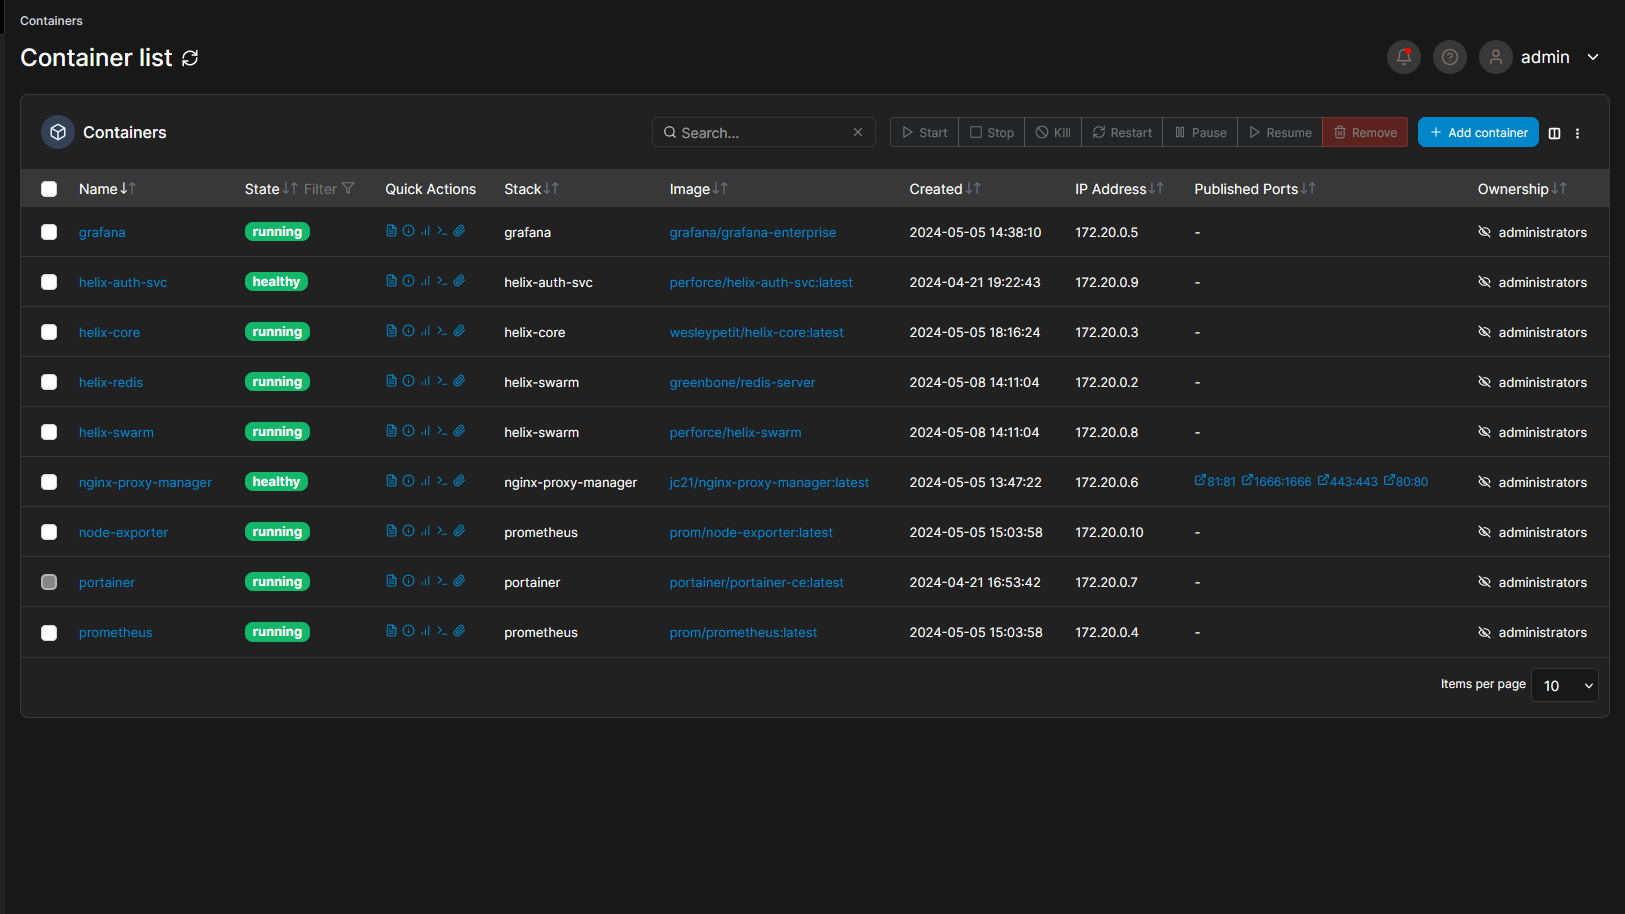 Containers
Container list
admin
Containers
Search...
Start Stop Kill Restart Pause Resume Remove
Add container
Name State Filter Quick Actions Stack Image Created IP Address Published Ports Ownership
grafana running grafana grafana/grafana-enterprise 2024-05-05 14:38:10 172.20.0.5 - administrators
helix-auth-svc healthy helix-auth-svc perforce/helix-auth-svc:latest 2024-04-21 19:22:43 172.20.0.9 - administrators
helix-core running helix-core wesleypetit/helix-core:latest 2024-05-05 18:16:24 172.20.0.3 - administrators
helix-redis running helix-swarm greenbone/redis-server 2024-05-08 14:11:04 172.20.0.2 - administrators
helix-swarm running helix-swarm perforce/helix-swarm 2024-05-08 14:11:04 172.20.0.8 - administrators
nginx-proxy-manager healthy nginx-proxy-manager jc21/nginx-proxy-manager:latest 2024-05-05 13:47:22 172.20.0.6 81:81 1666:1666 443:443 80:80 administrators
node-exporter running prometheus prom/node-exporter:latest 2024-05-05 15:03:58 172.20.0.10 - administrators
portainer running portainer portainer/portainer-ce:latest 2024-04-21 16:53:42 172.20.0.7 - administrators
prometheus running prometheus prom/prometheus:latest 2024-05-05 15:03:58 172.20.0.4 - administrators
Items per page 10